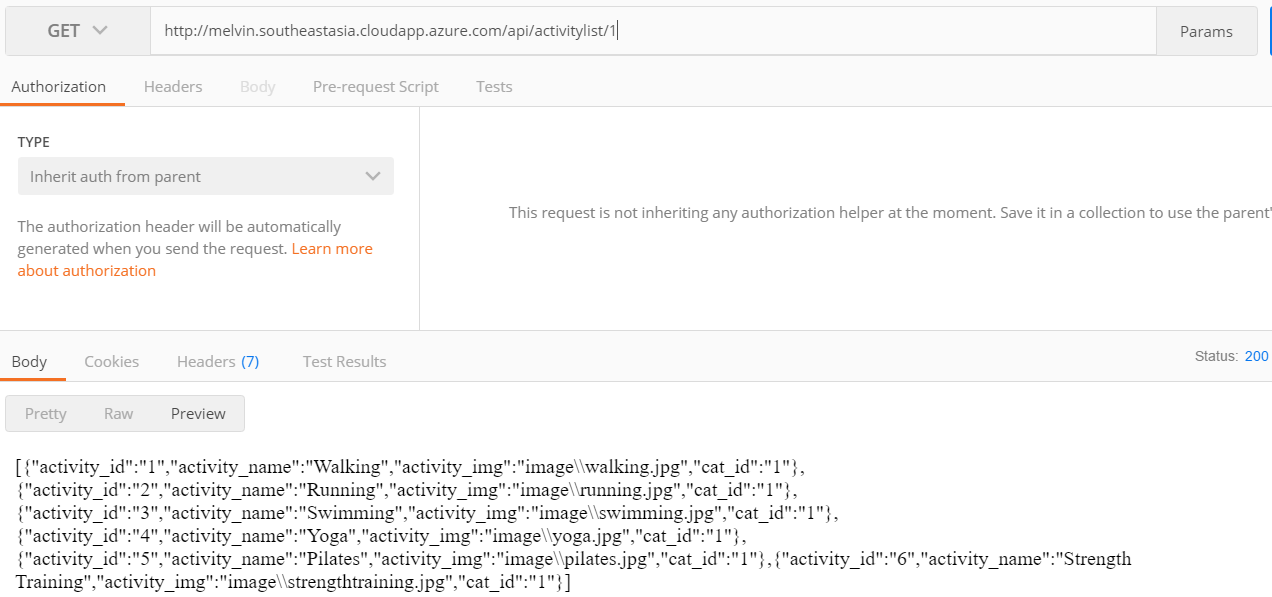 GET http://melvin.southeastasia.cloudapp.azure.com/api/activitylist/1 Params
Authorization Headers Body Pre-request Script Tests
TYPE
Inherit auth from parent
This request is not inheriting any authorization helper at the moment. Save it in a collection to use the parent'
The authorization header will be automatically
generated when you send the request. Learn more
about authorization
Body Cookies Headers (7) Test Results Status: 200
Pretty Raw Preview
[{"activity_id":"1","activity_name":"Walking","activity_img":"image\\walking.jpg","cat_id":"1"},
{"activity_id":"2","activity_name":"Running","activity_img":"image\\running.jpg","cat_id":"1"},
{"activity_id":"3","activity_name":"Swimming","activity_img":"image\\swimming.jpg","cat_id":"1"},
{"activity_id":"4","activity_name":"Yoga","activity_img":"image\\yoga.jpg","cat_id":"1"},
{"activity_id":"5","activity_name":"Pilates","activity_img":"image\\pilates.jpg","cat_id":"1"},{"activity_id":"6","activity_name":"Strength
Training","activity_img":"image\\strengthtraining.jpg","cat_id":"1"}]